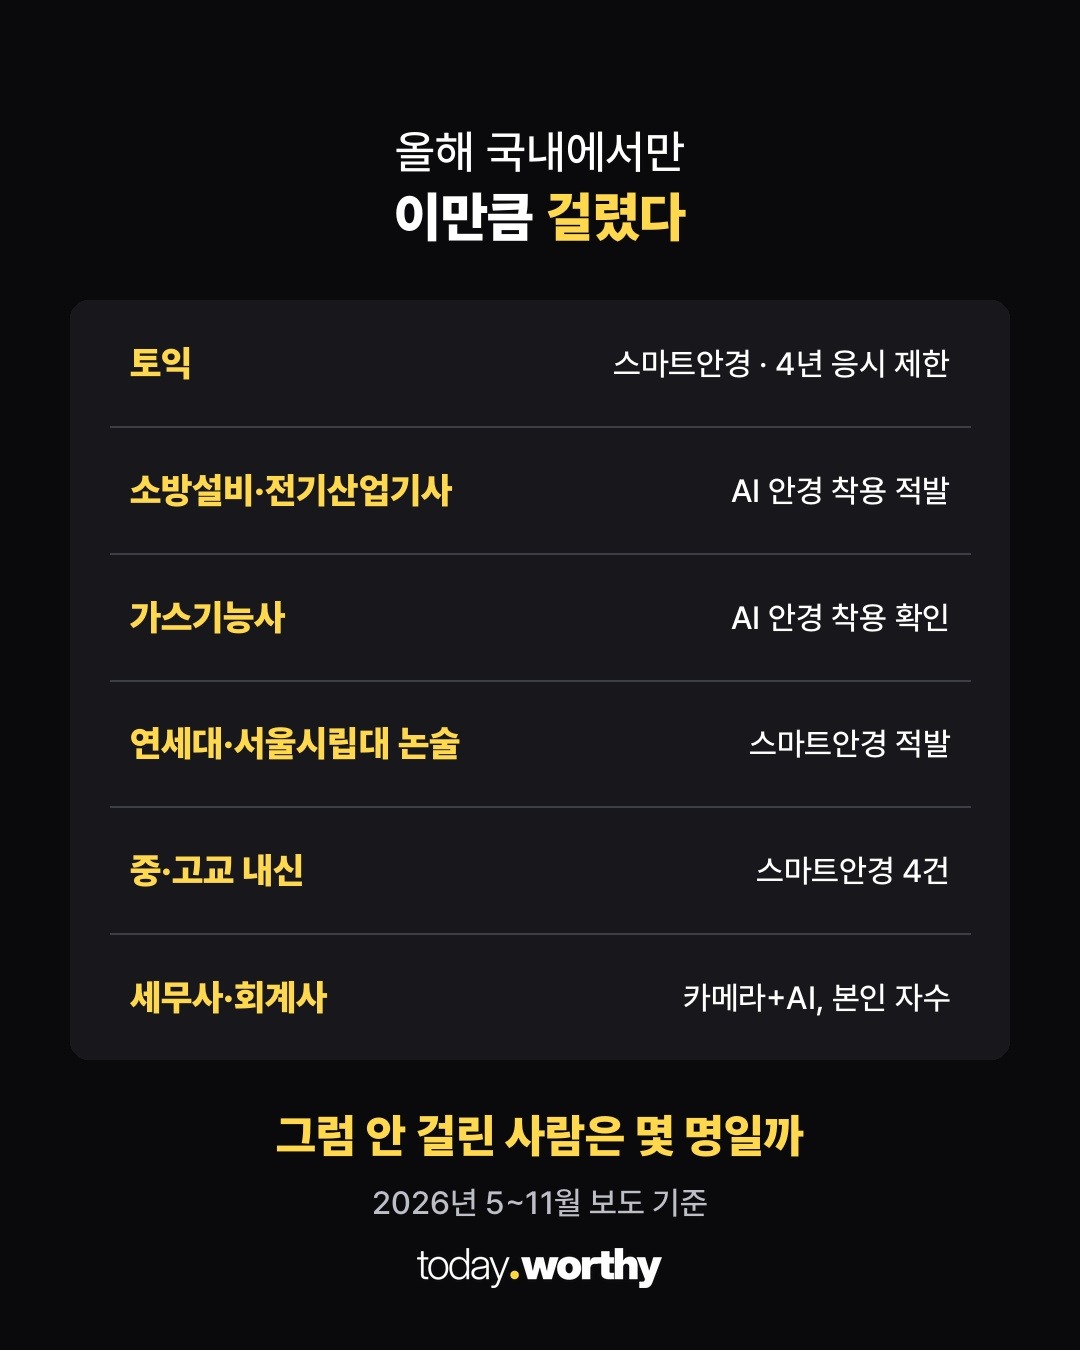 올해 국내에서만
이만큼 걸렸다
토익 스마트안경 · 4년 응시 제한
소방설비·전기산업기사 AI 안경 착용 적발
가스기능사 AI 안경 착용 확인
연세대·서울시립대 논술 스마트안경 적발
중·고교 내신 스마트안경 4건
세무사·회계사 카메라+AI, 본인 자수
그럼 안 걸린 사람은 몇 명일까
2026년 5~11월 보도 기준
today.worthy